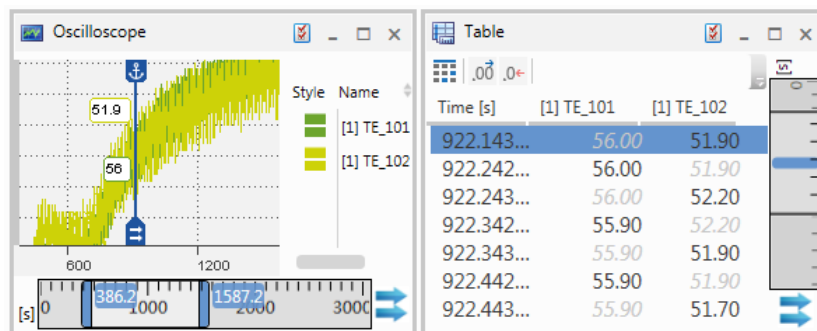 Oscilloscope
Style Name
51.9
[1] TE_101
56
[1] TE_102
600 1200
[s] 0 386.2 1000 1587.2 2000 3000
Table
.00 .0
Time [s] [1] TE_101 [1] TE_102
922.143... 56.00 51.90
922.242... 56.00 51.90
922.243... 56.00 52.20
922.342... 55.90 52.20
922.343... 55.90 51.90
922.442... 55.90 51.90
922.443... 55.90 51.70
[s]
0